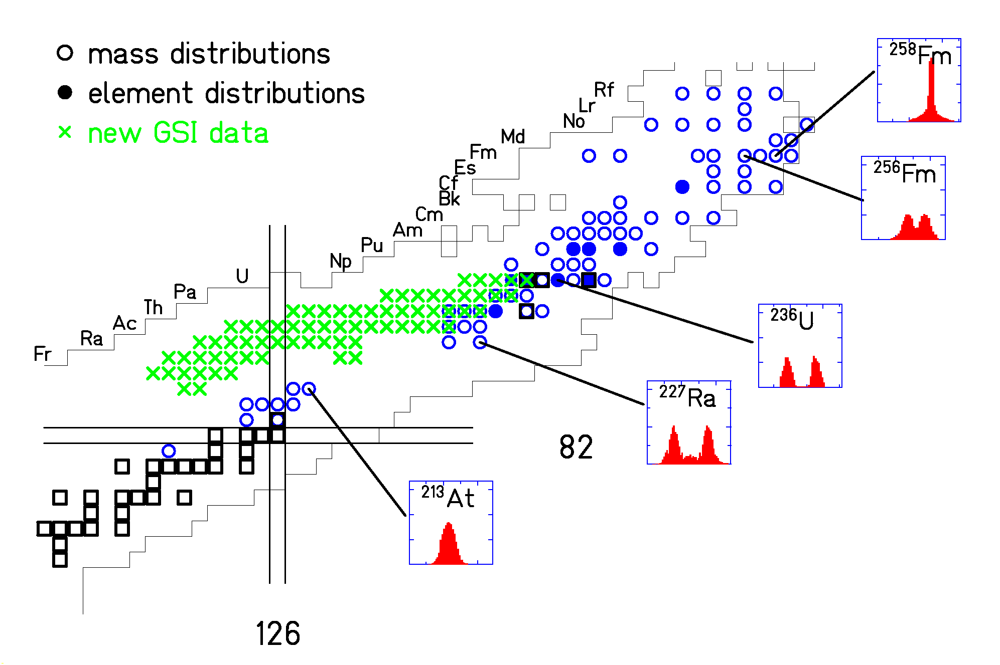 mass distributions
element distributions
new GSI data
258Fm
Rf
Lr
No
Md
Fm
Es
Cf
Bk
Cm
Am
Pu
Np
U
Pa
Th
Ac
Ra
Fr
256Fm
236U
227Ra
213At
82
126